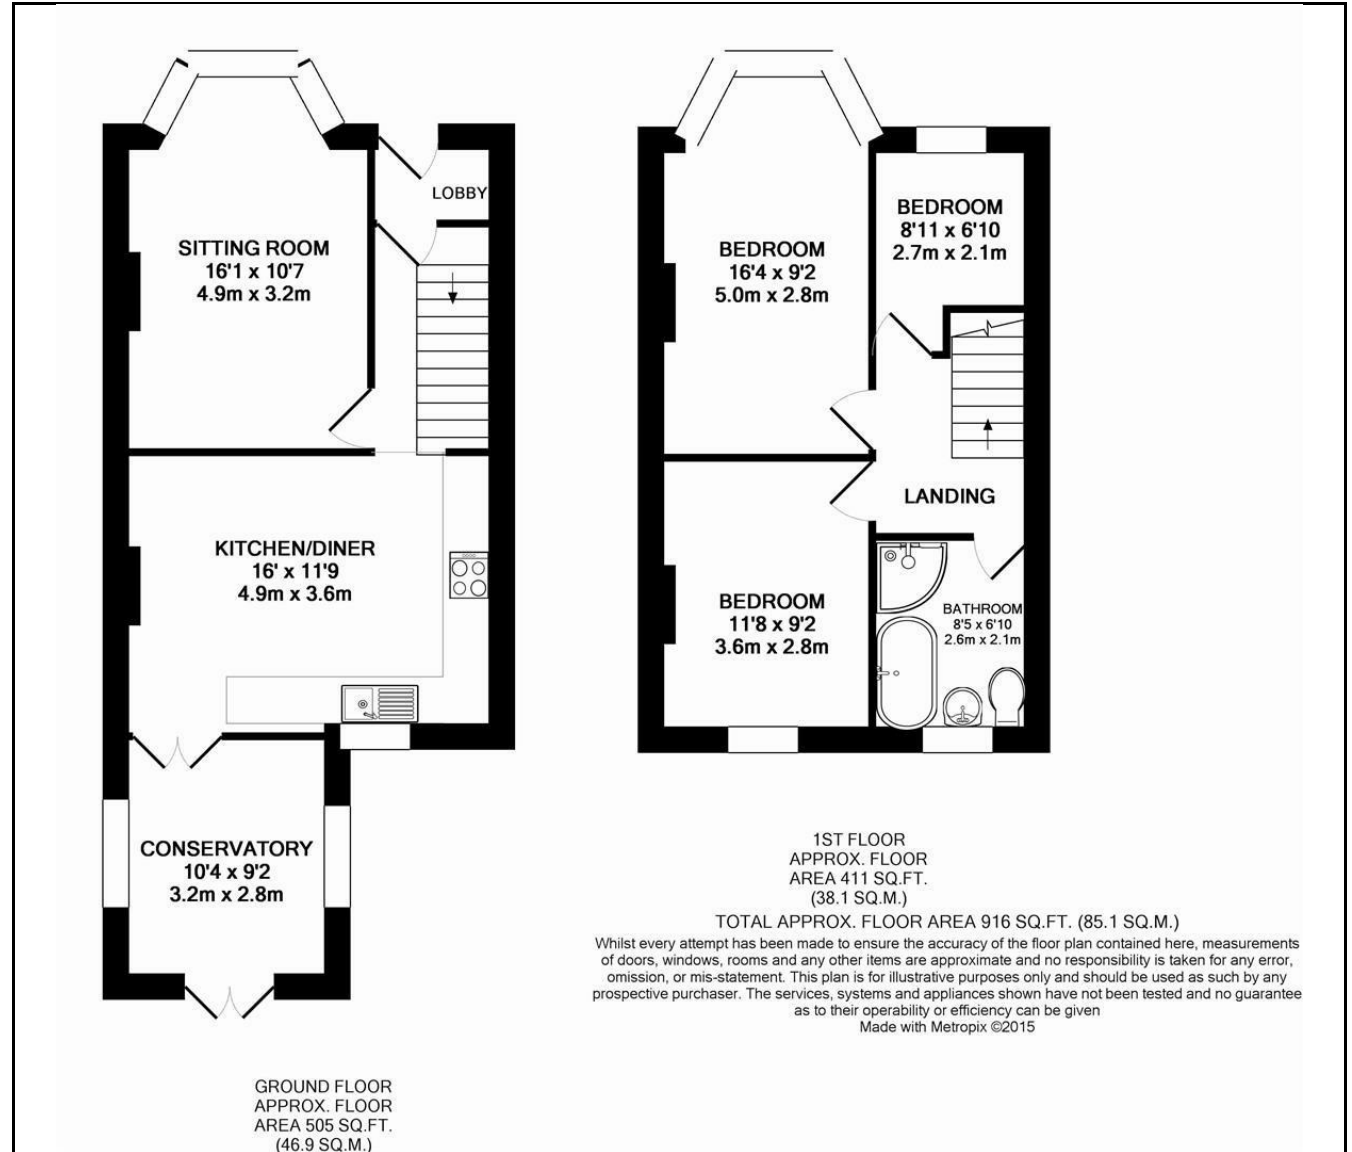 LOBBY
SITTING ROOM
16'1 x 10'7
4.9m x 3.2m
KITCHEN/DINER
16' x 11'9
4.9m x 3.6m
CONSERVATORY
10'4 x 9'2
3.2m x 2.8m
GROUND FLOOR
APPROX. FLOOR
AREA 505 SQ.FT.
(46.9 SQ.M.)
BEDROOM
16'4 x 9'2
5.0m x 2.8m
BEDROOM
8'11 x 6'10
2.7m x 2.1m
LANDING
BEDROOM
11'8 x 9'2
3.6m x 2.8m
BATHROOM
8'5 x 6'10
2.6m x 2.1m
1ST FLOOR
APPROX. FLOOR
AREA 411 SQ.FT.
(38.1 SQ.M.)
TOTAL APPROX. FLOOR AREA 916 SQ.FT. (85.1 SQ.M.)
Whilst every attempt has been made to ensure the accuracy of the floor plan contained here, measurements
of doors, windows, rooms and any other items are approximate and no responsibility is taken for any error,
omission, or mis-statement. This plan is for illustrative purposes only and should be used as such by any
prospective purchaser. The services, systems and appliances shown have not been tested and no guarantee
as to their operability or efficiency can be given
Made with Metropix ©2015